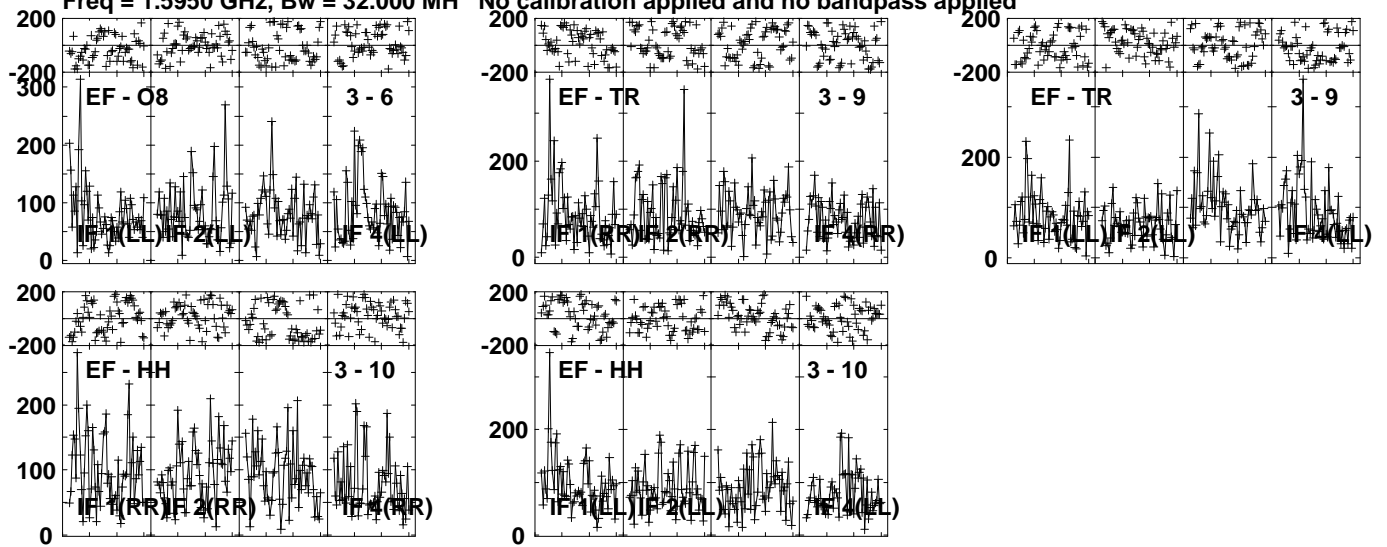 Freq = 1.5950 GHz, Bw = 32.000 MH No calibration applied and no bandpass applied
200
-200
300
200
100
0
EF - O8
3 - 6
IF 1(LL)
IF 2(LL)
IF 4(LL)
200
-200
200
0
EF - TR
3 - 9
IF 1(RR)
IF 2(RR)
IF 4(RR)
200
-200
200
0
EF - TR
3 - 9
IF 1(LL)
IF 2(LL)
IF 4(LL)
200
-200
200
100
0
EF - HH
3 - 10
IF 1(RR)
IF 2(RR)
IF 4(RR)
200
-200
200
0
EF - HH
3 - 10
IF 1(LL)
IF 2(LL)
IF 4(LL)